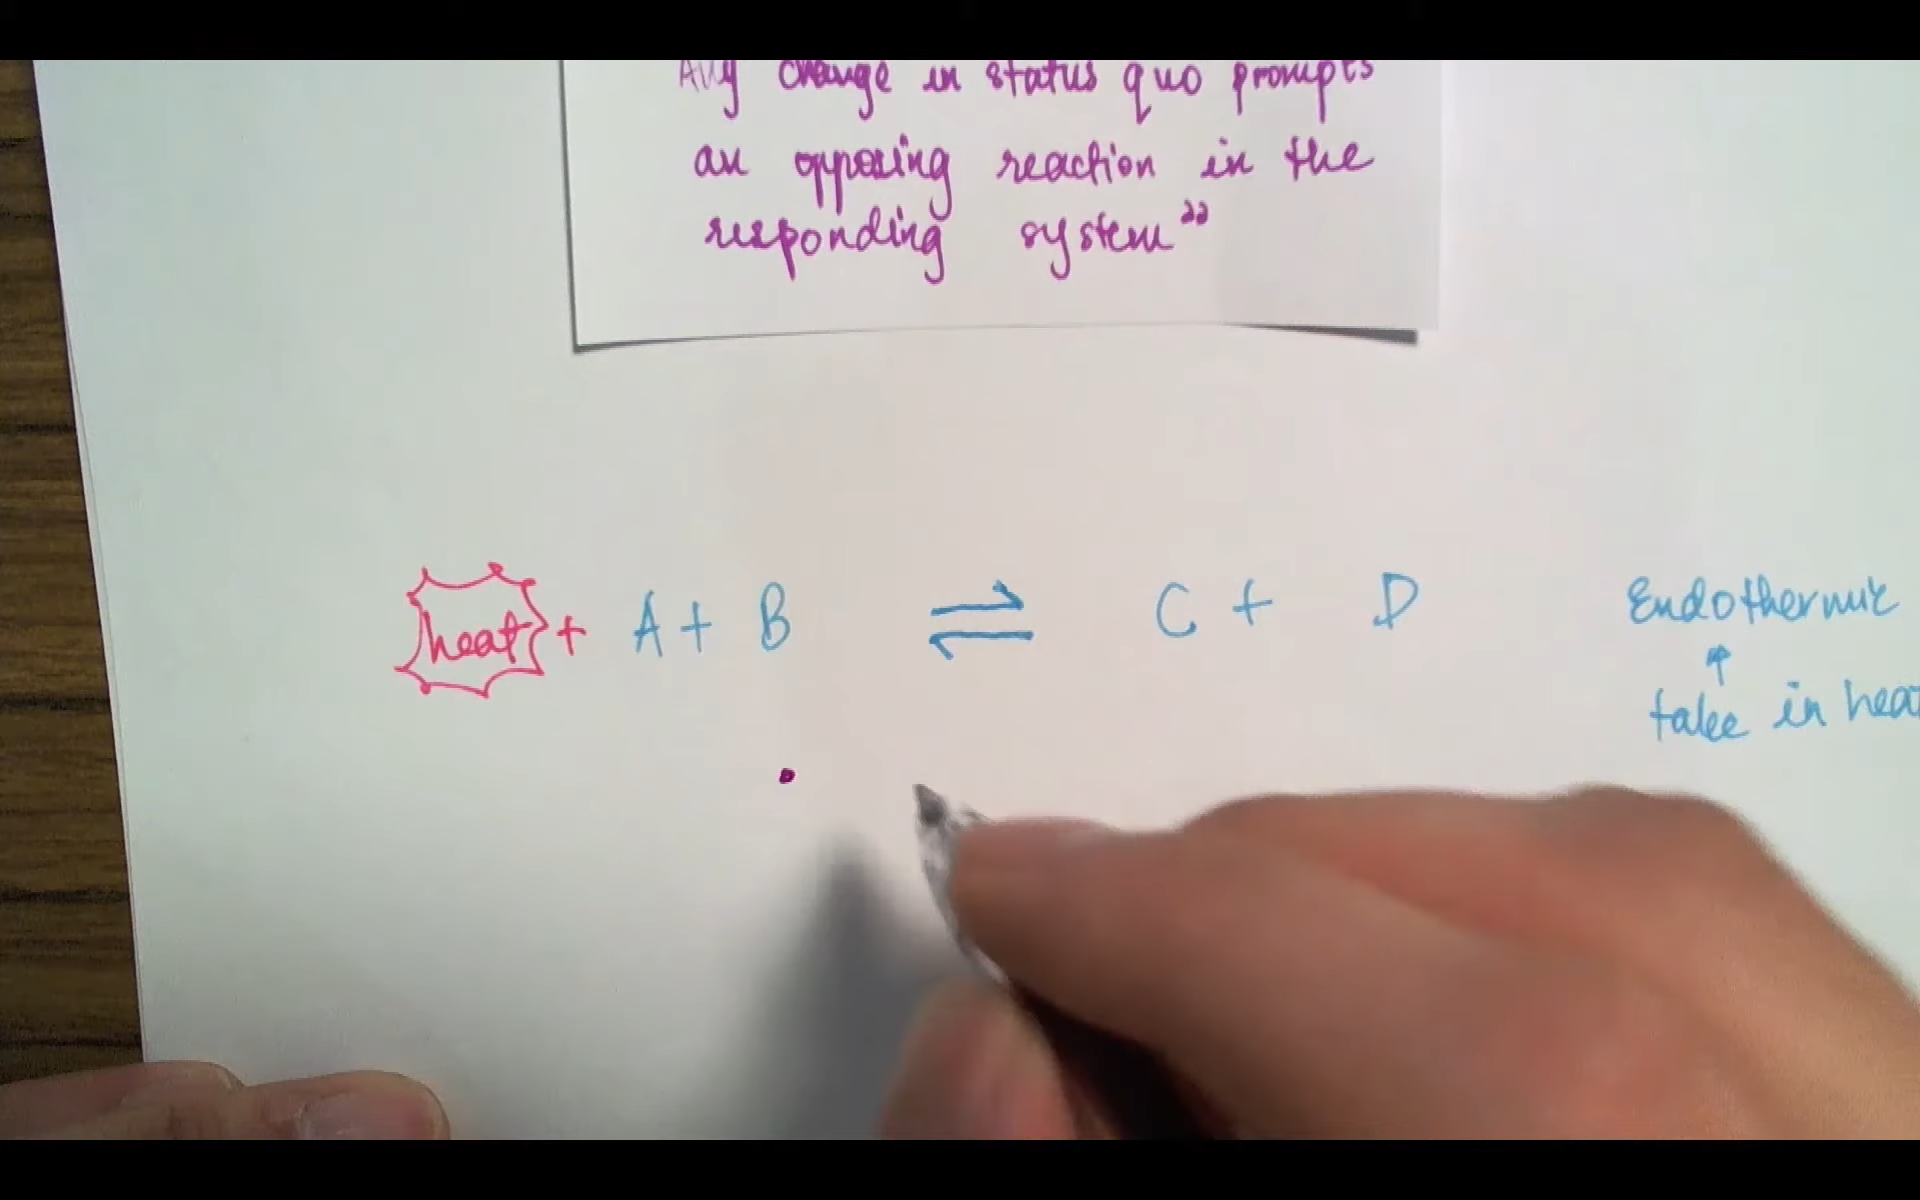 Any change in status quo prompts
an opposing reaction in the
responding system”
heat + A + B ⇌ C + D
Endothermic
↑
take in heat